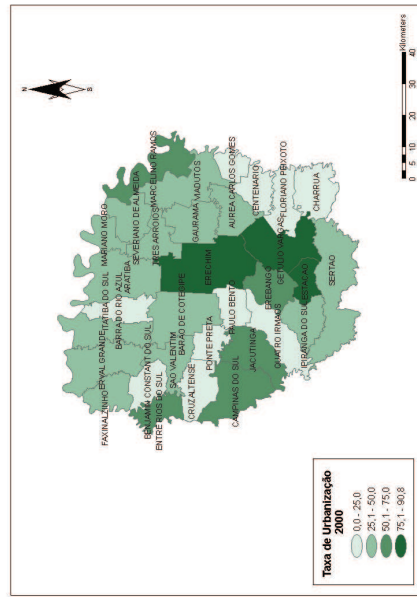 N
S
FAXINALZINHO
ERVAL GRANDE
ITATIBA DO SUL
BARRA DO RIO AZUL
ARATIBA
MARIANO MORO
SEVERIANO DE ALMEIDA
TRES ARROIOS
MARCELINO RAMOS
BENJAMIN CONSTANT DO SUL
ENTRE RIOS DO SUL
SAO VALENTIM
BARAO DE COTEGIPE
CRUZALTENSE
PONTE PRETA
ERECHIM
GAURAMA
MADUTOS
AUREA
CARLOS GOMES
CAMPINAS DO SUL
JACUTINGA
PAULO BENTO
QUATRO IRMAOS
EREBANGO
GETULIO VARGAS
CENTENARIO
FLORIANO PEIXOTO
CHARRUA
IPIRANGA DO SUL
ESTACAO
SERTAO
Taxa de Urbanização
2000
0,0 - 25,0
25,1 - 50,0
50,1 - 75,0
75,1 - 90,8
0 5 10 20 30 40
Kilometers